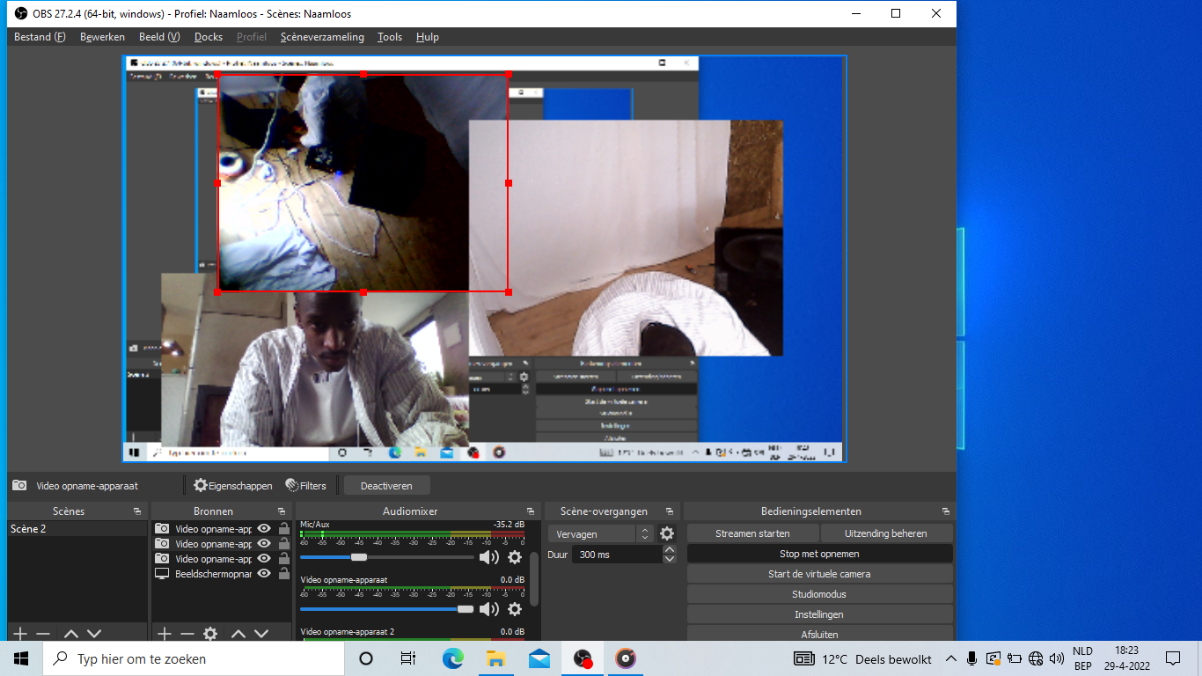 OBS 27.2.4 (64-bit, windows) - Profiel: Naamloos - Scènes: Naamloos
Bestand (F) Bewerken Beeld (V) Docks Profiel Scèneverzameling Tools Hulp
Video opname-apparaat Eigenschappen Filters Deactiveren
Scènes Bronnen Audiomixer Scène-overgangen Bedieningselementen
Scène 2
Video opname-app
Video opname-app
Video opname-app
Beeldschermopnam
Mic/Aux -35.2 dB
-60 -55 -50 -45 -40 -35 -30 -25 -20 -15 -10 -5 0
Video opname-apparaat 0.0 dB
-60 -55 -50 -45 -40 -35 -30 -25 -20 -15 -10 -5 0
Video opname-apparaat 2 0.0 dB
Vervagen
Duur 300 ms
Streamen starten Uitzending beheren
Stop met opnemen
Start de virtuele camera
Studiomodus
Instellingen
Afsluiten
Typ hier om te zoeken 12°C Deels bewolkt NLD 18:23
BEP 29-4-2022